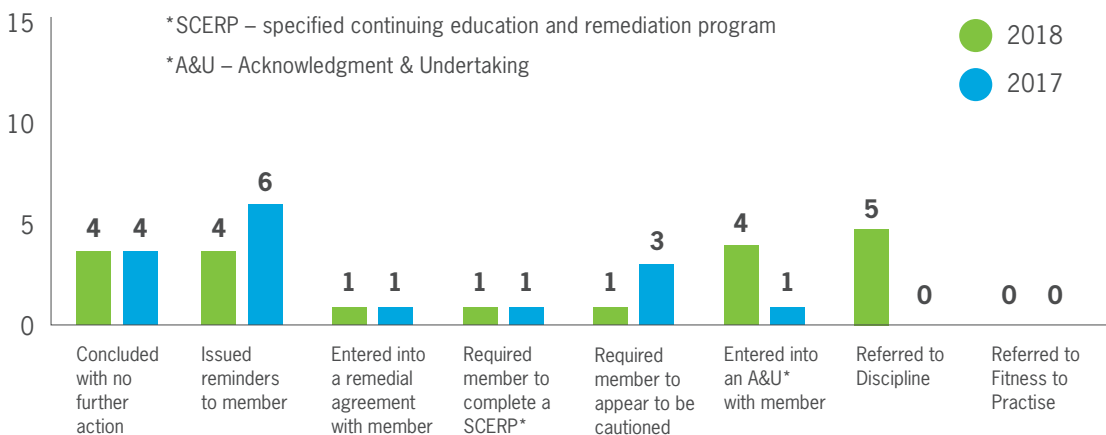 15
*SCERP – specified continuing education and remediation program
2018
*A&U – Acknowledgment & Undertaking
2017
10
5
0
4 4
4 6
1 1
1 1
1 3
4 1
5 0
0 0
Concluded
with no
further
action
Issued
reminders
to member
Entered into
a remedial
agreement
with member
Required
member to
complete a
SCERP*
Required
member to
appear to be
cautioned
Entered into
an A&U*
with member
Referred to
Discipline
Referred to
Fitness to
Practise